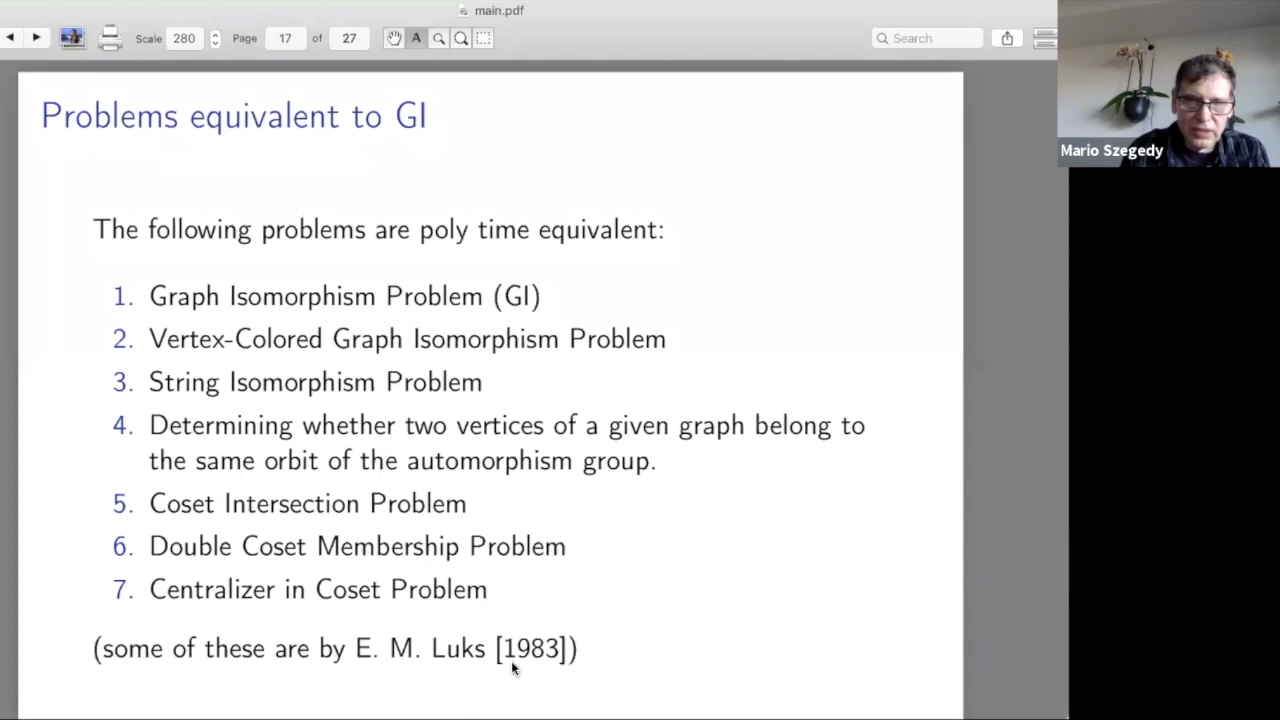 main.pdf
Scale 280 Page 17 of 27 A Search
Problems equivalent to GI
Mario Szegedy
The following problems are poly time equivalent:
1. Graph Isomorphism Problem (GI)
2. Vertex-Colored Graph Isomorphism Problem
3. String Isomorphism Problem
4. Determining whether two vertices of a given graph belong to
the same orbit of the automorphism group.
5. Coset Intersection Problem
6. Double Coset Membership Problem
7. Centralizer in Coset Problem
(some of these are by E. M. Luks [1983])